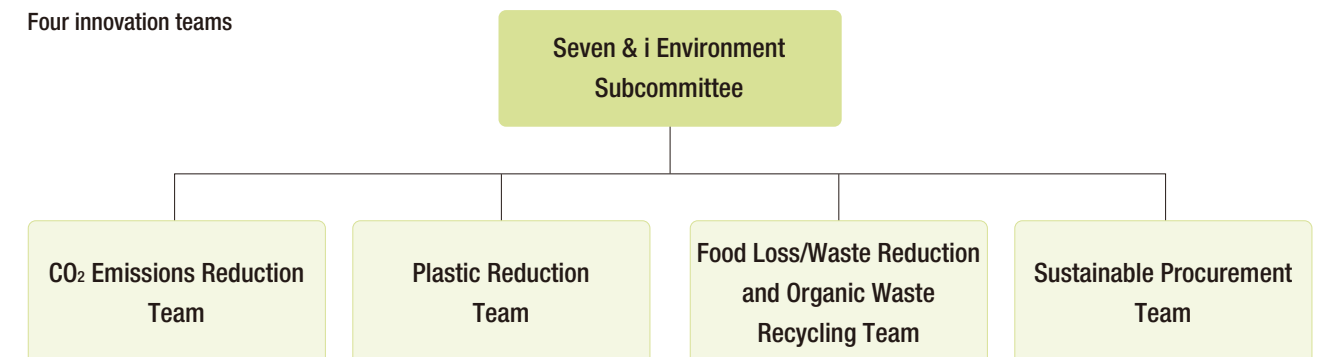 Four innovation teams
Seven & i Environment
Subcommittee
CO₂ Emissions Reduction
Team
Plastic Reduction
Team
Food Loss/Waste Reduction
and Organic Waste
Recycling Team
Sustainable Procurement
Team